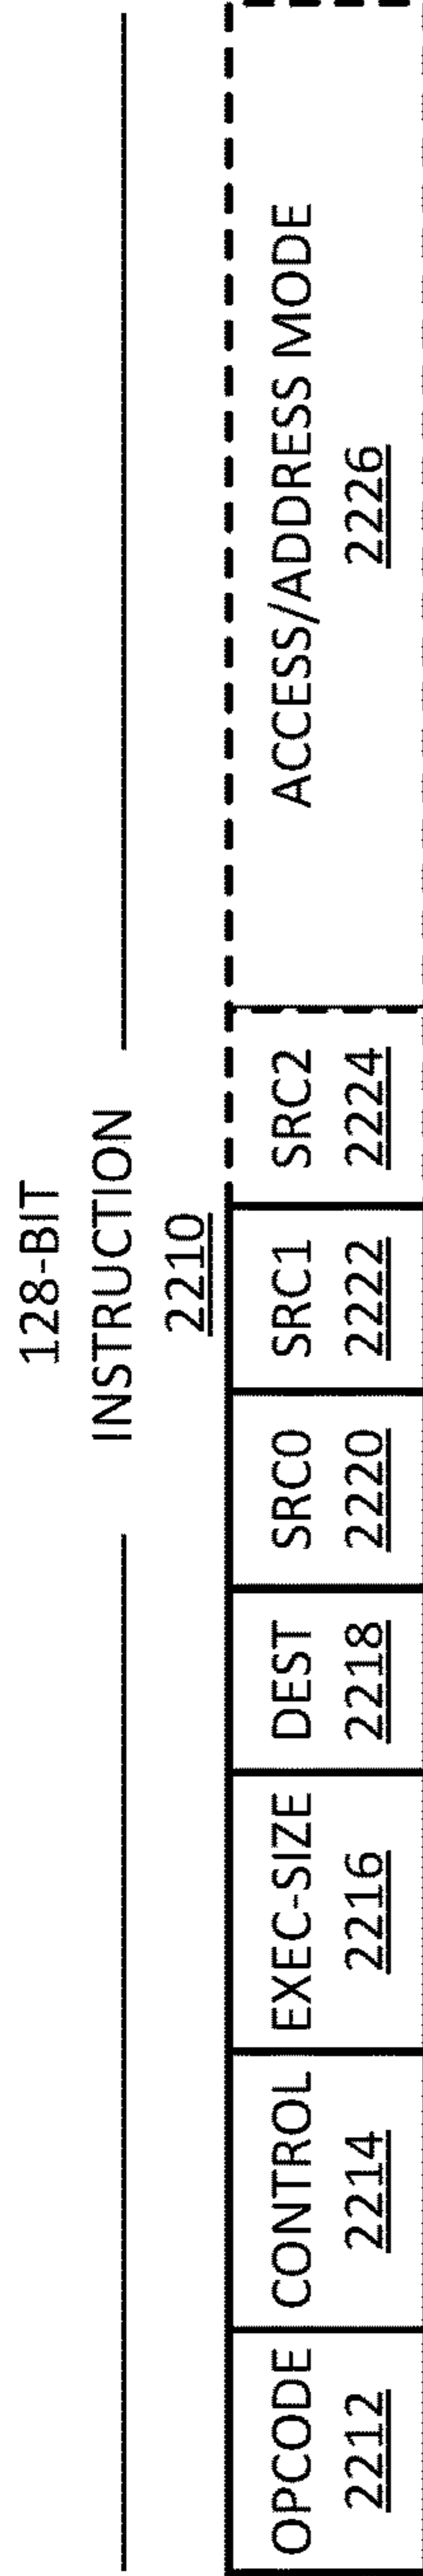 128-BIT
INSTRUCTION
2210
OPCODE
2212
CONTROL
2214
EXEC-SIZE
2216
DEST
2218
SRC0
2220
SRC1
2222
SRC2
2224
ACCESS/ADDRESS MODE
2226